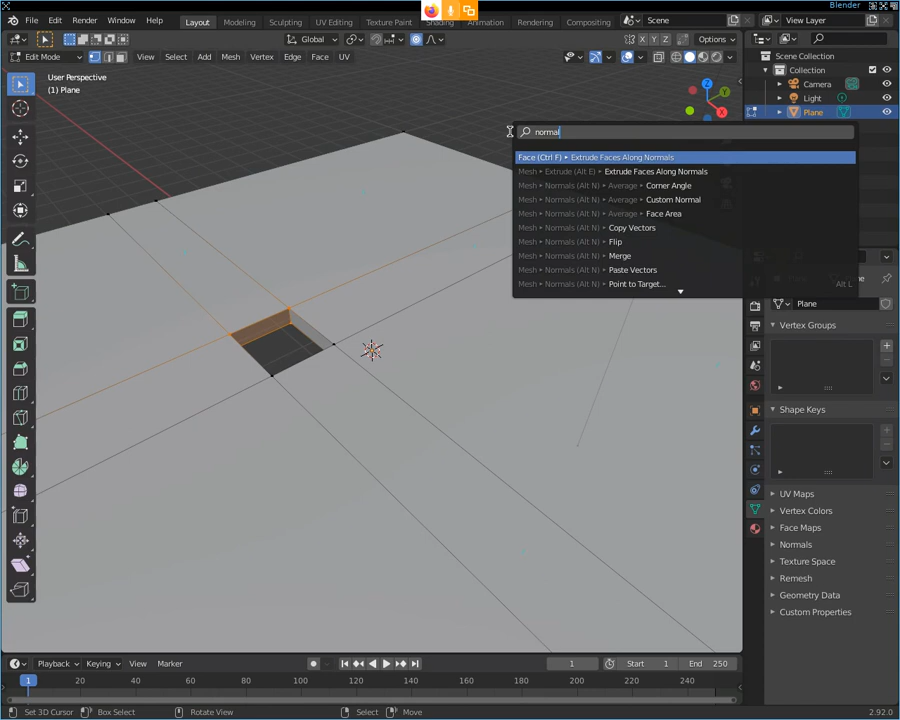 Blender
File Edit Render Window Help
Layout Modeling Sculpting UV Editing Texture Paint Shading Animation Rendering Compositing
Scene
View Layer
Global
X Y Z
Options
Edit Mode
View Select Add Mesh Vertex Edge Face UV
User Perspective
(1) Plane
Z
Y
X
Scene Collection
Collection
Camera
Light
Plane
normal
Face (Ctrl F) ▸ Extrude Faces Along Normals
Mesh ▸ Extrude (Alt E) ▸ Extrude Faces Along Normals
Mesh ▸ Normals (Alt N) ▸ Average ▸ Corner Angle
Mesh ▸ Normals (Alt N) ▸ Average ▸ Custom Normal
Mesh ▸ Normals (Alt N) ▸ Average ▸ Face Area
Mesh ▸ Normals (Alt N) ▸ Copy Vectors
Mesh ▸ Normals (Alt N) ▸ Flip
Mesh ▸ Normals (Alt N) ▸ Merge
Mesh ▸ Normals (Alt N) ▸ Paste Vectors
Mesh ▸ Normals (Alt N) ▸ Point to Target... Alt L
Plane
Vertex Groups
Shape Keys
UV Maps
Vertex Colors
Face Maps
Normals
Texture Space
Remesh
Geometry Data
Custom Properties
Playback Keying View Marker
1
Start 1 End 250
1 20 40 60 80 100 120 140 160 180 200 220 240
Set 3D Cursor Box Select Rotate View Select Move 2.92.0